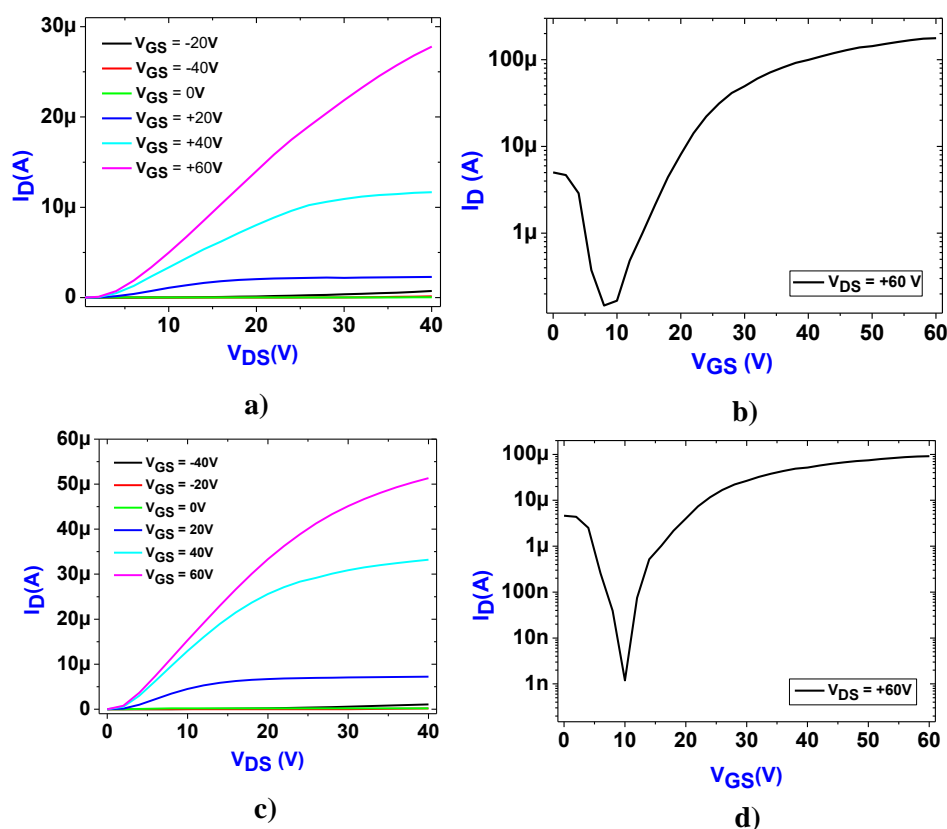 30µ
20µ
10µ
0
I_D(A)
V_GS = -20V
V_GS = -40V
V_GS = 0V
V_GS = +20V
V_GS = +40V
V_GS = +60V
10 20 30 40
V_DS(V)
a)
100µ
10µ
1µ
I_D (A)
V_DS = +60 V
0 10 20 30 40 50 60
V_GS (V)
b)
60µ
50µ
40µ
30µ
20µ
10µ
0
I_D(A)
V_GS = -40V
V_GS = -20V
V_GS = 0V
V_GS = 20V
V_GS = 40V
V_GS = 60V
0 10 20 30 40
V_DS (V)
c)
100µ
10µ
1µ
100n
10n
1n
I_D(A)
V_DS = +60V
0 10 20 30 40 50 60
V_GS(V)
d)